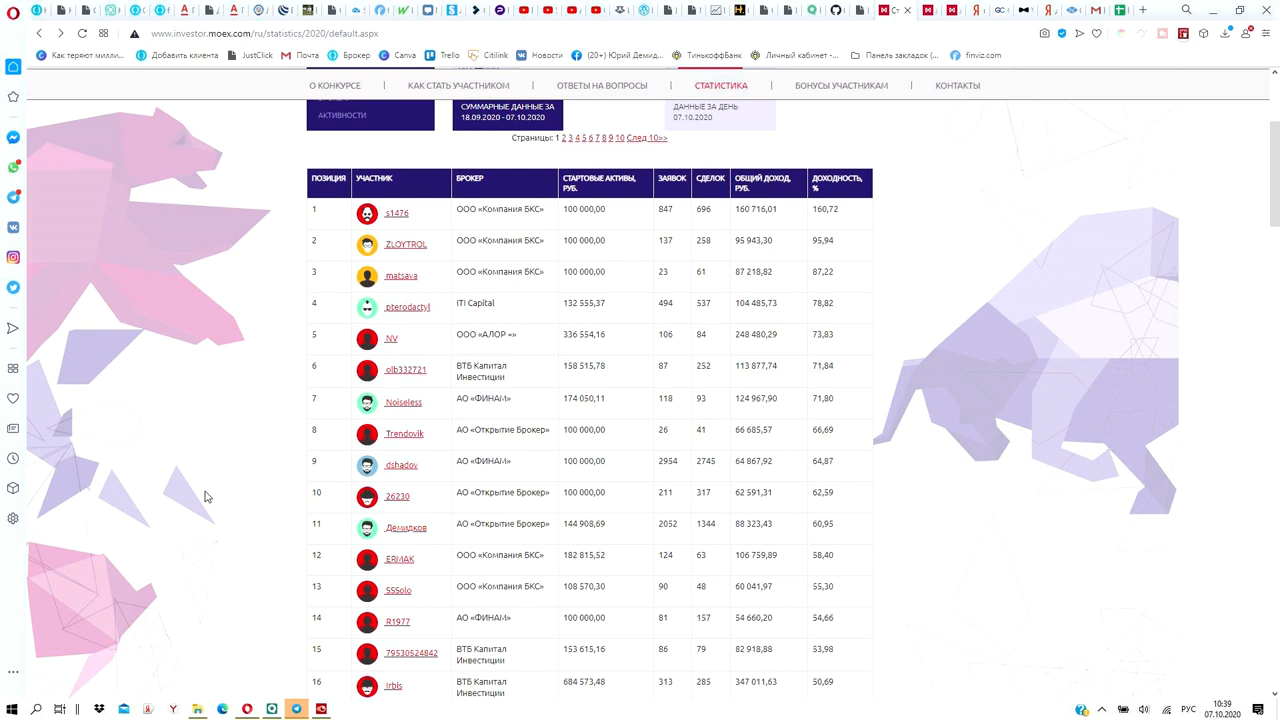 www.investor.moex.com/ru/statistics/2020/default.aspx
Как теряют милли... Добавить клиента JustClick Почта Брокер Canva Trello Citilink Новости (20+) Юрий Демид... ТинькоффБанк Личный кабинет -... Панель закладок (... finviz.com
О КОНКУРСЕ КАК СТАТЬ УЧАСТНИКОМ ОТВЕТЫ НА ВОПРОСЫ СТАТИСТИКА БОНУСЫ УЧАСТНИКАМ КОНТАКТЫ
АКТИВНОСТИ
СУММАРНЫЕ ДАННЫЕ ЗА
18.09.2020 - 07.10.2020
ДАННЫЕ ЗА ДЕНЬ
07.10.2020
Страницы: 1 2 3 4 5 6 7 8 9 10 След 10>>
ПОЗИЦИЯ УЧАСТНИК БРОКЕР СТАРТОВЫЕ АКТИВЫ, РУБ. ЗАЯВОК СДЕЛОК ОБЩИЙ ДОХОД, РУБ. ДОХОДНОСТЬ, %
1 s1476 ООО «Компания БКС» 100 000,00 847 696 160 716,01 160,72
2 ZLOYTROL ООО «Компания БКС» 100 000,00 137 258 95 943,30 95,94
3 matsava ООО «Компания БКС» 100 000,00 23 61 87 218,82 87,22
4 pterodactyl ITI Capital 132 555,37 494 537 104 485,73 78,82
5 NV ООО «АЛОР +» 336 554,16 106 84 248 480,29 73,83
6 olb332721 ВТБ Капитал Инвестиции 158 515,78 87 252 113 877,74 71,84
7 Noiseless АО «ФИНАМ» 174 050,11 118 93 124 967,90 71,80
8 Trendovik АО «Открытие Брокер» 100 000,00 26 41 66 685,57 66,69
9 dshadov АО «ФИНАМ» 100 000,00 2954 2745 64 867,92 64,87
10 26230 АО «Открытие Брокер» 100 000,00 211 317 62 591,31 62,59
11 Демидков АО «Открытие Брокер» 144 908,69 2052 1344 88 323,43 60,95
12 ERMAK ООО «Компания БКС» 182 815,52 124 63 106 759,89 58,40
13 SSSolo ООО «Компания БКС» 108 570,30 90 48 60 041,97 55,30
14 R1977 АО «ФИНАМ» 100 000,00 81 157 54 660,20 54,66
15 79530524842 ВТБ Капитал Инвестиции 153 615,16 86 79 82 918,88 53,98
16 Irbis ВТБ Капитал Инвестиции 684 573,48 313 285 347 011,63 50,69
РУС
10:39
07.10.2020